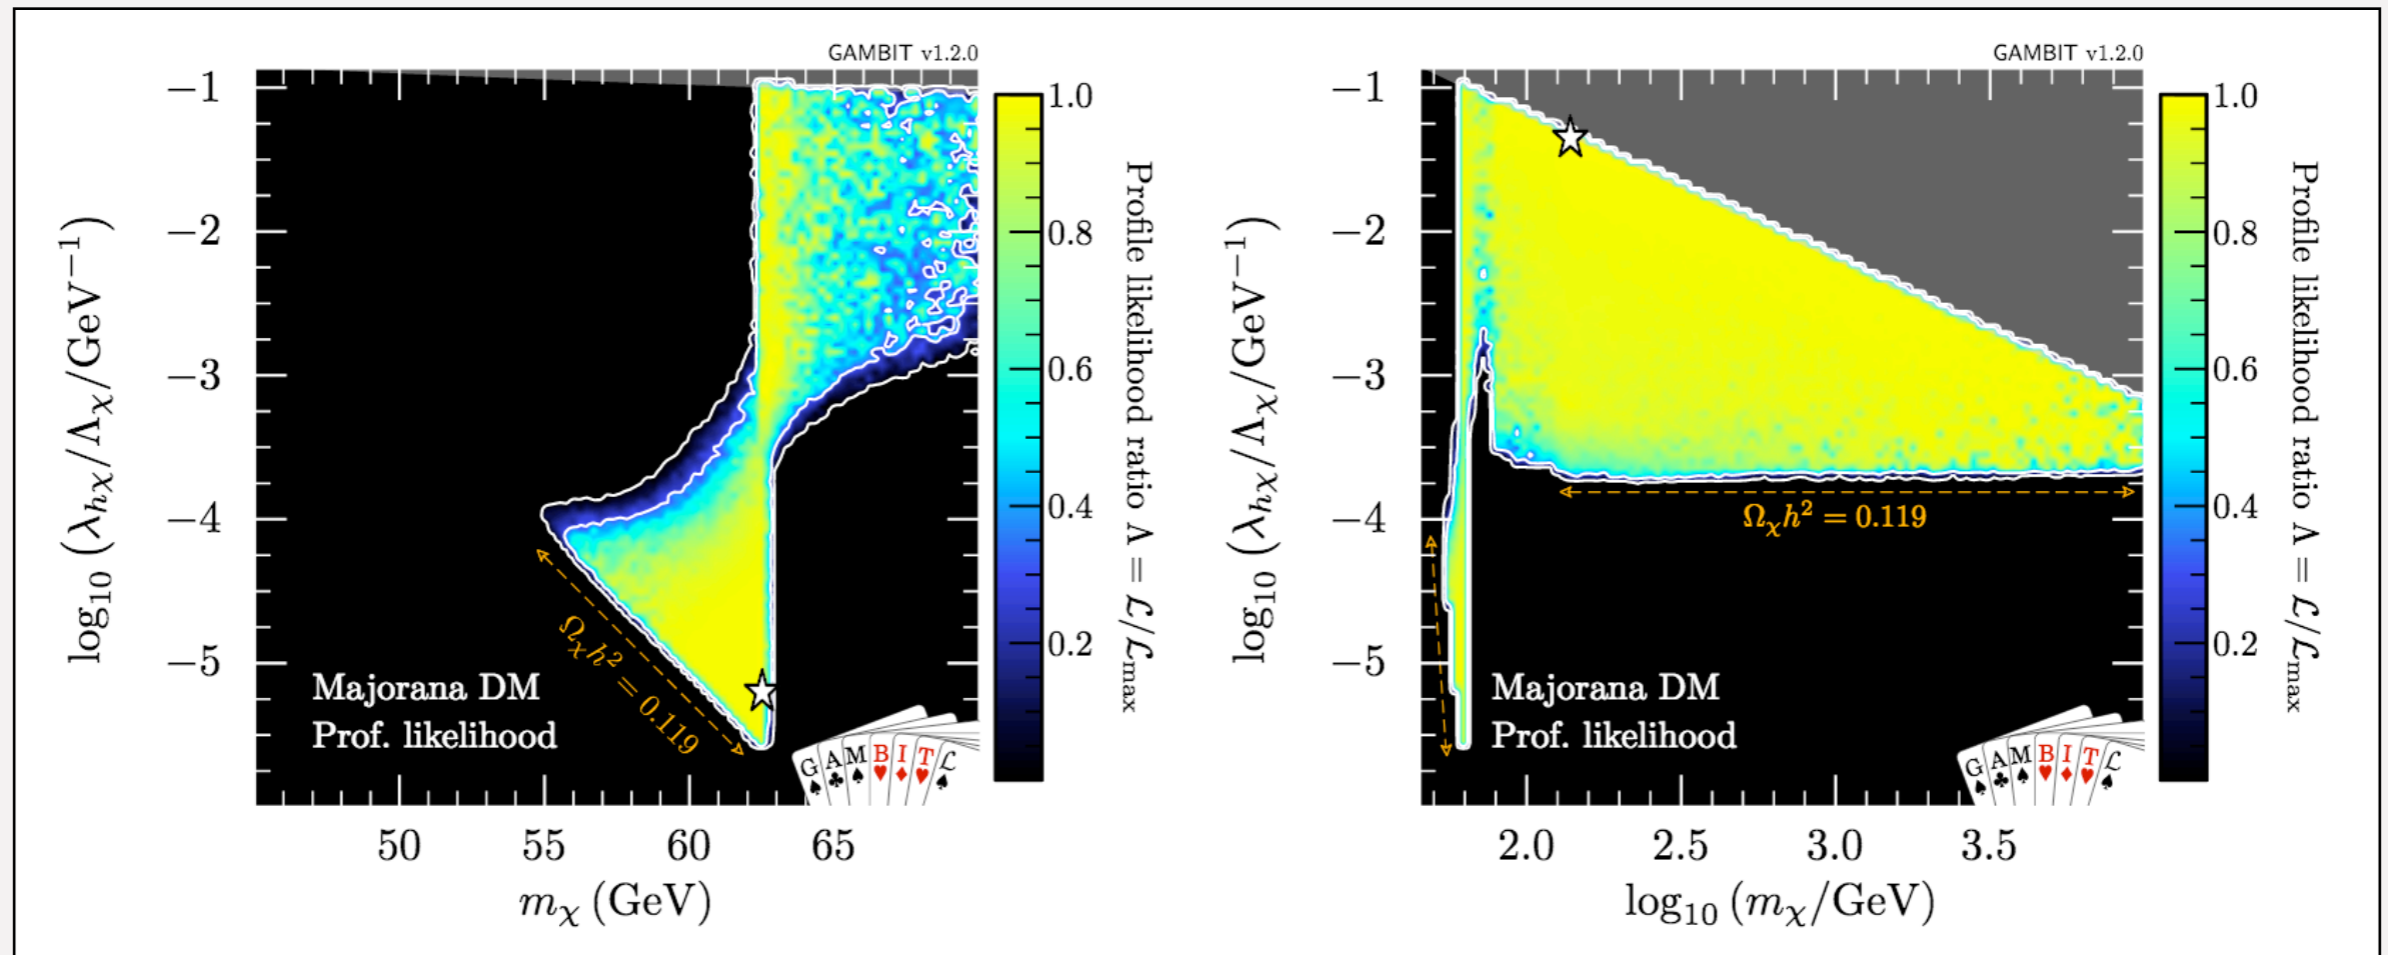 GAMBIT v1.2.0
log₁₀ (λₕᵪ/Λᵪ/GeV⁻¹)
−1
−2
−3
−4
−5
Ωᵪh² = 0.119
Majorana DM
Prof. likelihood
G A M B I T L
50 55 60 65
mᵪ (GeV)
1.0
0.8
0.6
0.4
0.2
Profile likelihood ratio Λ = ℒ/ℒmax
GAMBIT v1.2.0
log₁₀ (λₕᵪ/Λᵪ/GeV⁻¹)
−1
−2
−3
−4
−5
Ωᵪh² = 0.119
Majorana DM
Prof. likelihood
G A M B I T L
2.0 2.5 3.0 3.5
log₁₀ (mᵪ/GeV)
1.0
0.8
0.6
0.4
0.2
Profile likelihood ratio Λ = ℒ/ℒmax